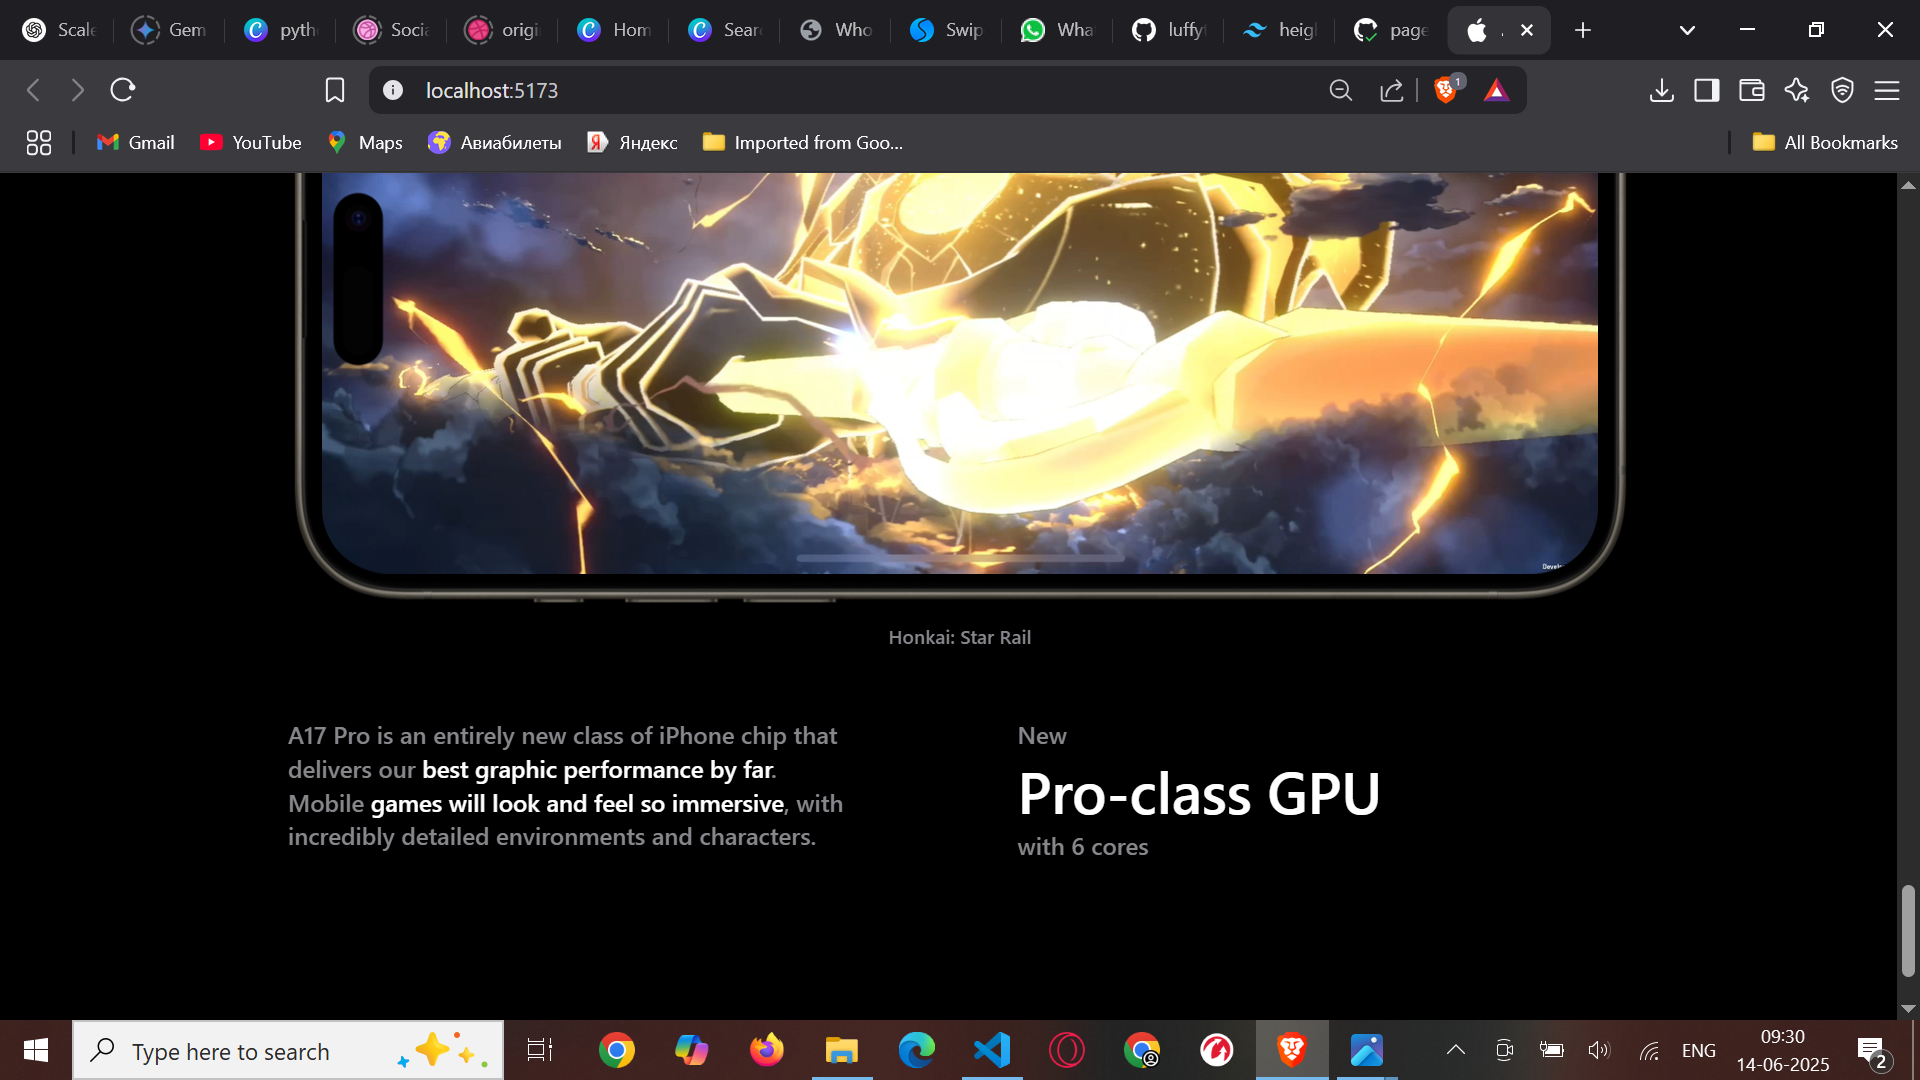 Scale
Gem
pyth
Socia
origi
Hom
Sear
Who
Swip
What
luffy
heigh
page
localhost:5173
1
Gmail
YouTube
Maps
Авиабилеты
Яндекс
Imported from Goo...
All Bookmarks
Honkai: Star Rail
A17 Pro is an entirely new class of iPhone chip that
delivers our best graphic performance by far.
Mobile games will look and feel so immersive, with
incredibly detailed environments and characters.
New
Pro-class GPU
with 6 cores
Type here to search
ENG
09:30
14-06-2025
2